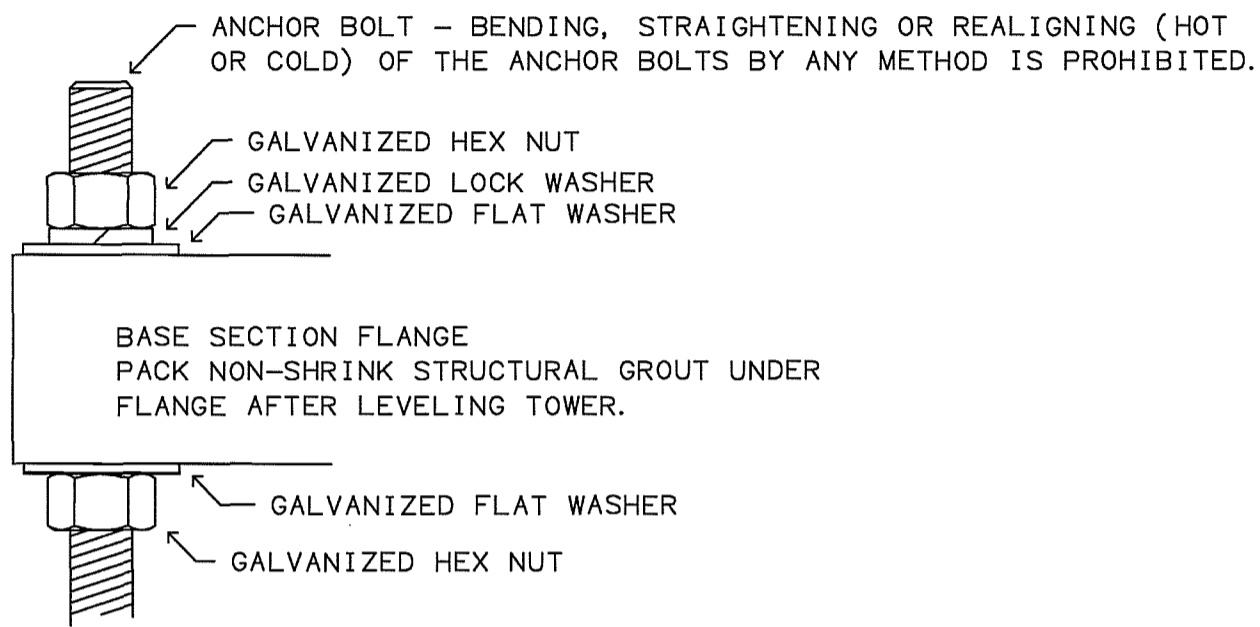 ANCHOR BOLT – BENDING, STRAIGHTENING OR REALIGNING (HOT
OR COLD) OF THE ANCHOR BOLTS BY ANY METHOD IS PROHIBITED.
GALVANIZED HEX NUT
GALVANIZED LOCK WASHER
GALVANIZED FLAT WASHER
BASE SECTION FLANGE
PACK NON–SHRINK STRUCTURAL GROUT UNDER
FLANGE AFTER LEVELING TOWER.
GALVANIZED FLAT WASHER
GALVANIZED HEX NUT